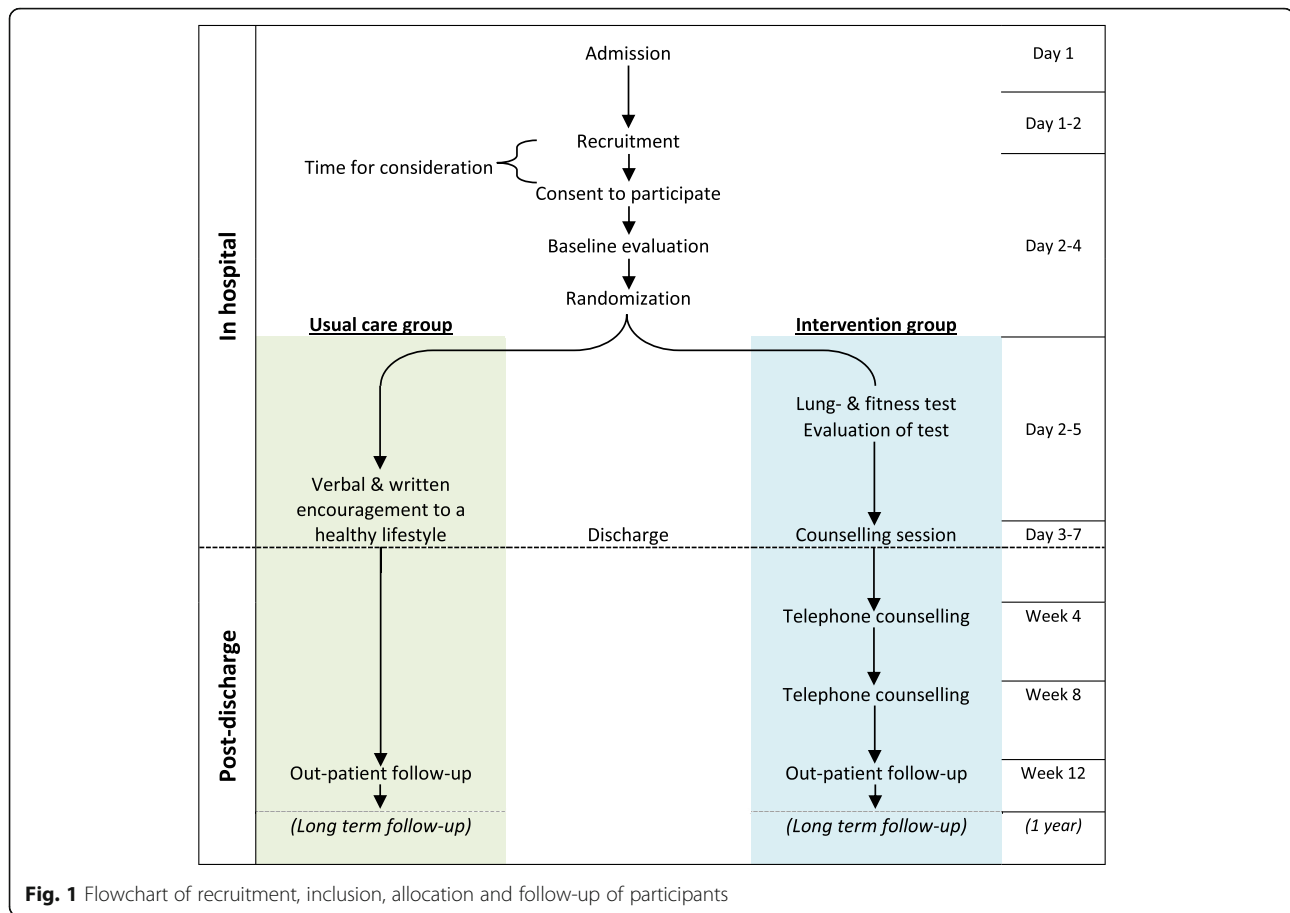 Admission
Day 1
Day 1-2
Recruitment
Time for consideration
Consent to participate
In hospital
Baseline evaluation
Day 2-4
Randomization
Usual care group
Intervention group
Lung- & fitness test
Evaluation of test
Day 2-5
Verbal & written
encouragement to a
healthy lifestyle
Discharge
Counselling session
Day 3-7
Post-discharge
Telephone counselling
Week 4
Telephone counselling
Week 8
Out-patient follow-up
Out-patient follow-up
Week 12
(Long term follow-up)
(Long term follow-up)
(1 year)
Fig. 1 Flowchart of recruitment, inclusion, allocation and follow-up of participants